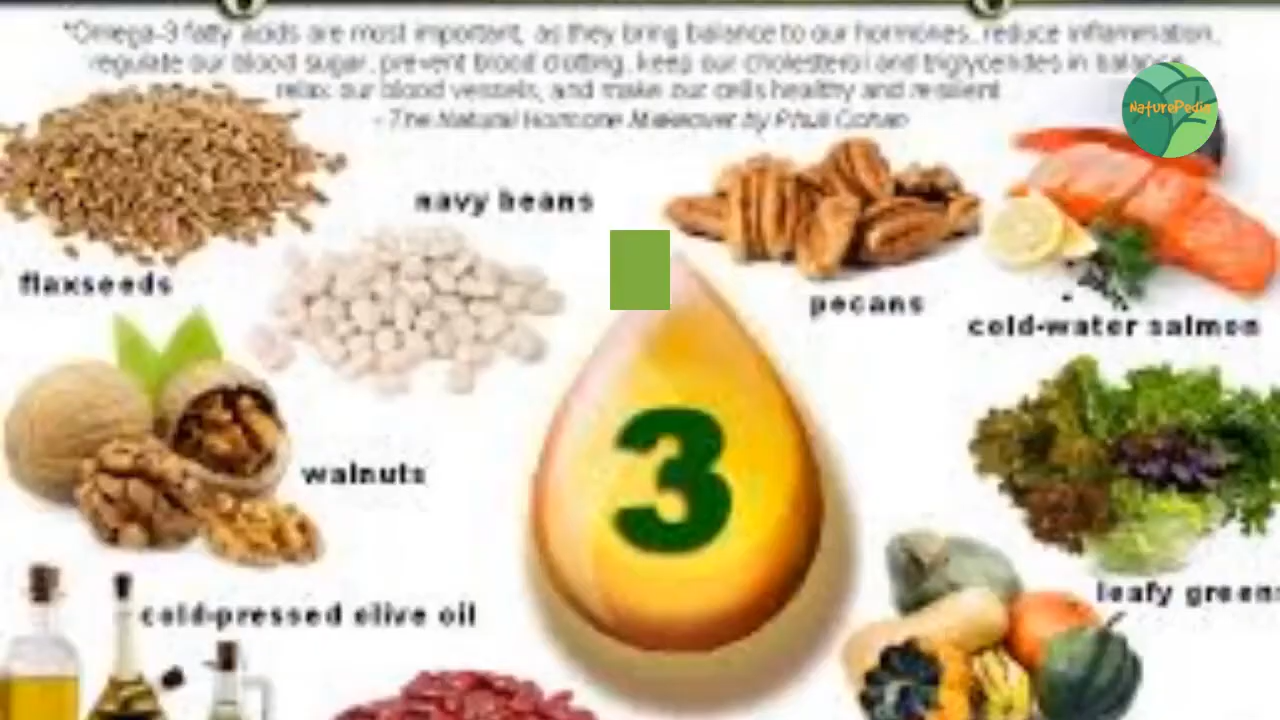 "Omega-3 fatty acids are most important, as they bring balance to our hormones, reduce inflammation,
regulate our blood sugar, prevent blood clotting, keep our cholesterol and triglycerides in balance,
relax our blood vessels, and make our cells healthy and resilient
- The Natural Hormone Makeover by Phuli Cohan
NaturePedia
navy beans
flaxseeds
pecans
cold-water salmon
3
walnuts
leafy greens
cold-pressed olive oil